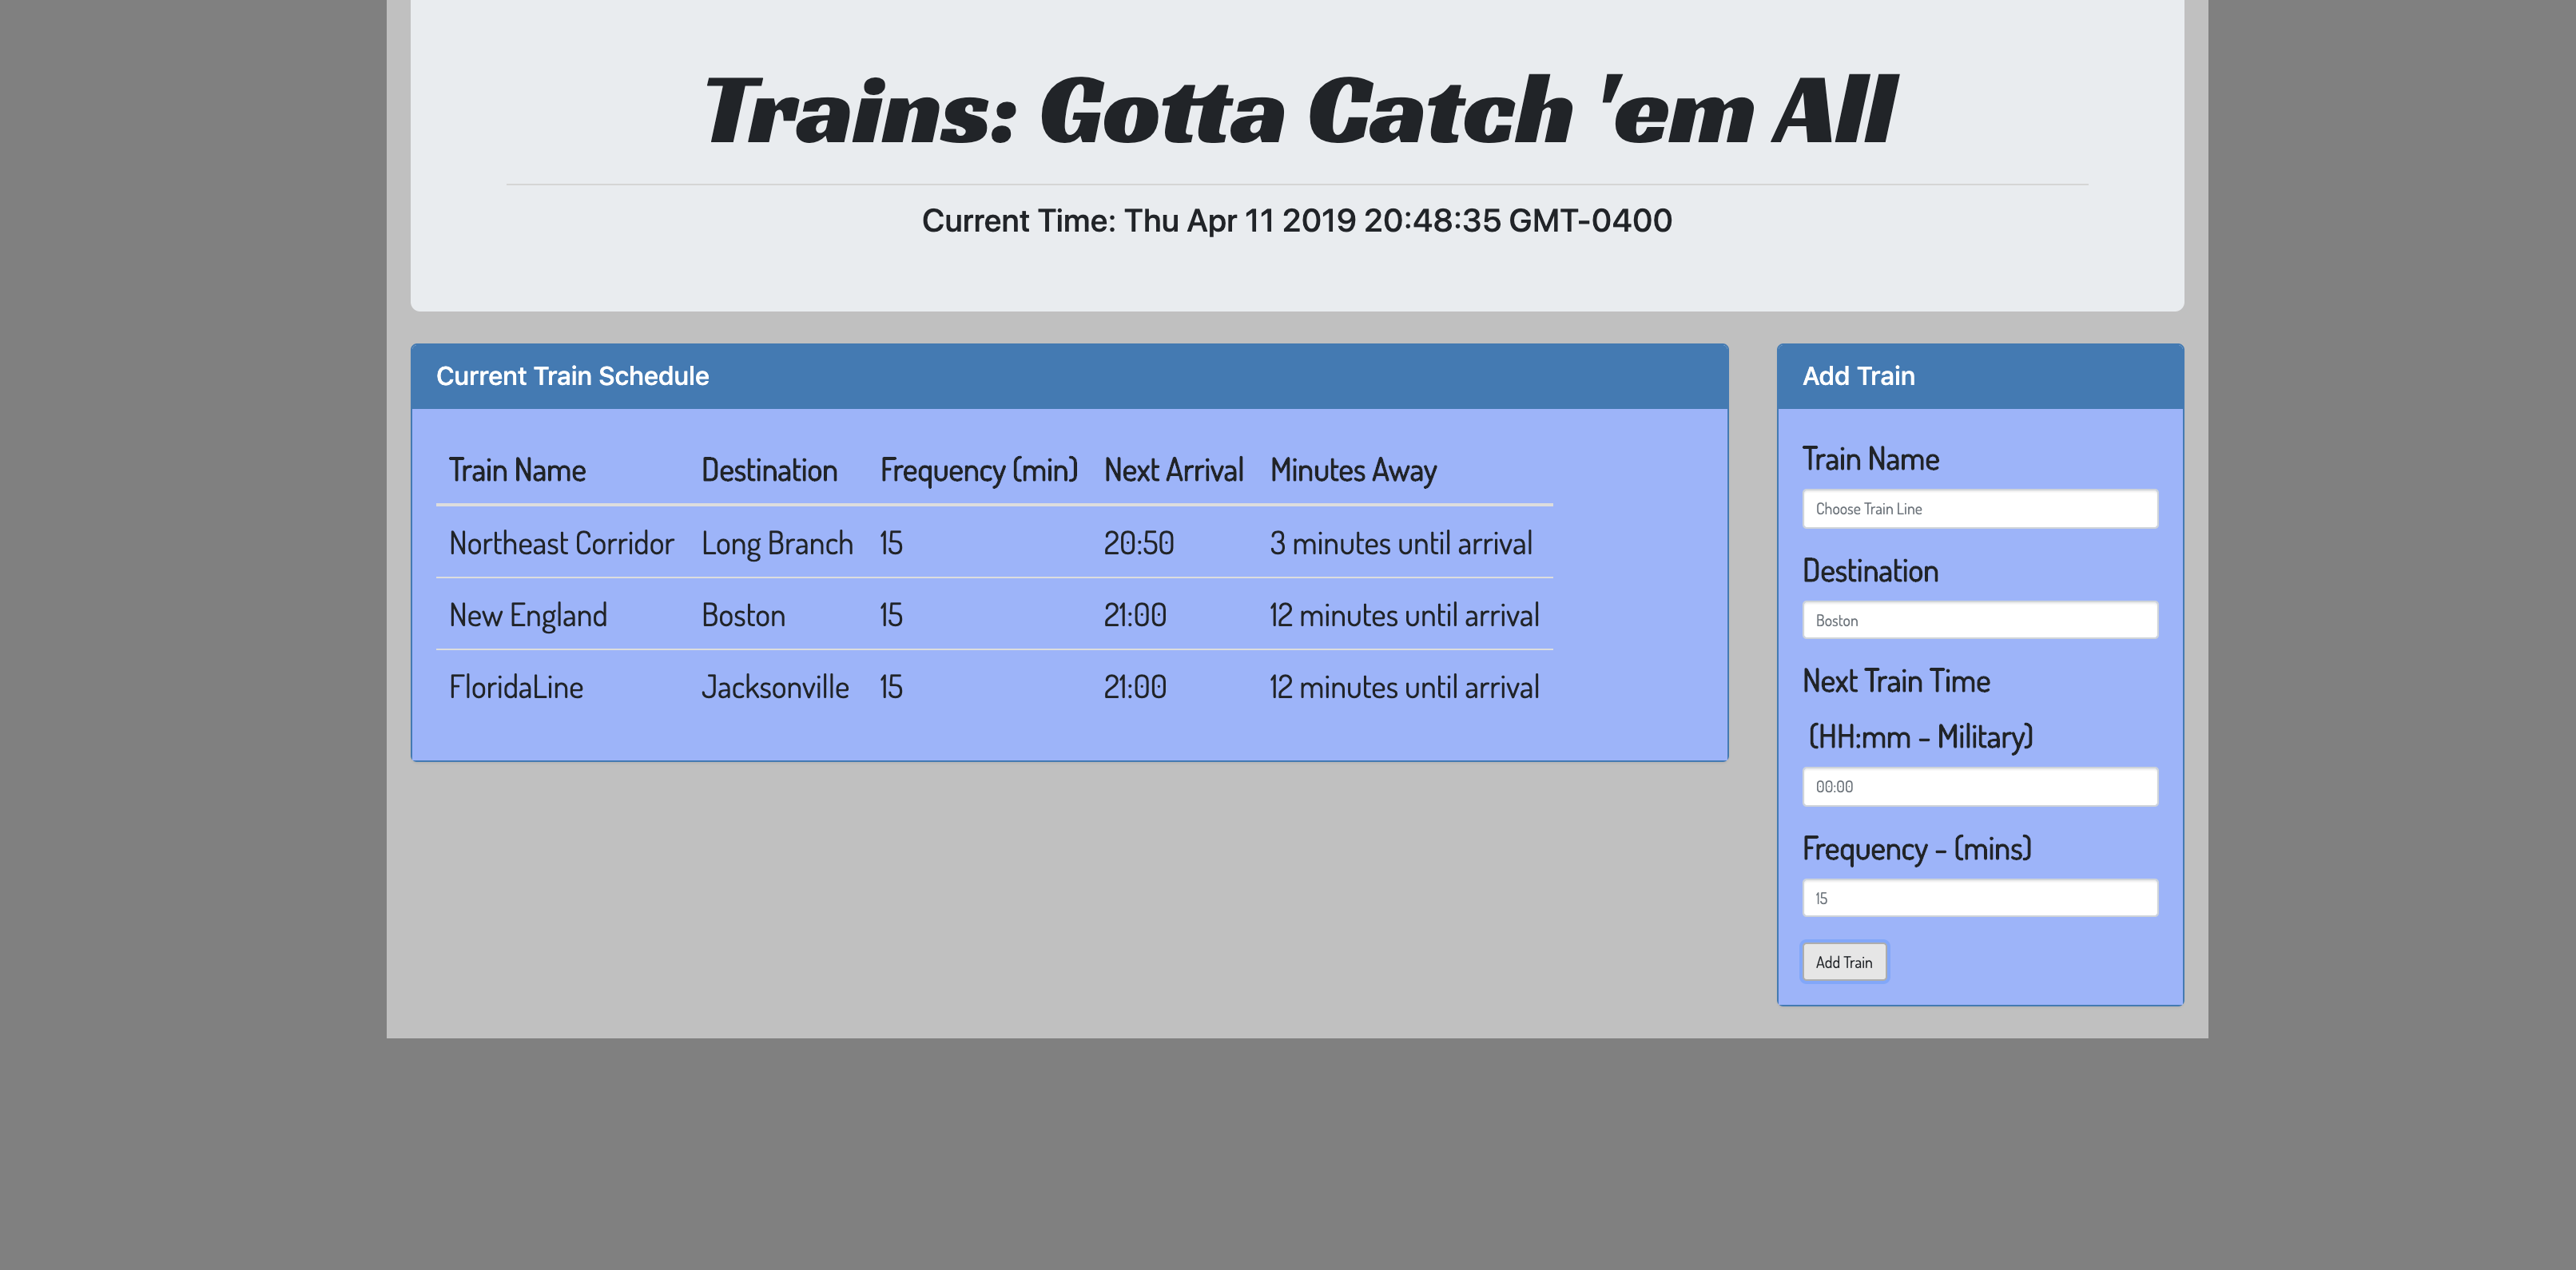 Trains: Gotta Catch 'em All
Current Time: Thu Apr 11 2019 20:48:35 GMT-0400
Current Train Schedule
Train Name Destination Frequency (min) Next Arrival Minutes Away
Northeast Corridor Long Branch 15 20:50 3 minutes until arrival
New England Boston 15 21:00 12 minutes until arrival
FloridaLine Jacksonville 15 21:00 12 minutes until arrival
Add Train
Train Name
Choose Train Line
Destination
Boston
Next Train Time
(HH:mm - Military)
00:00
Frequency - (mins)
15
Add Train